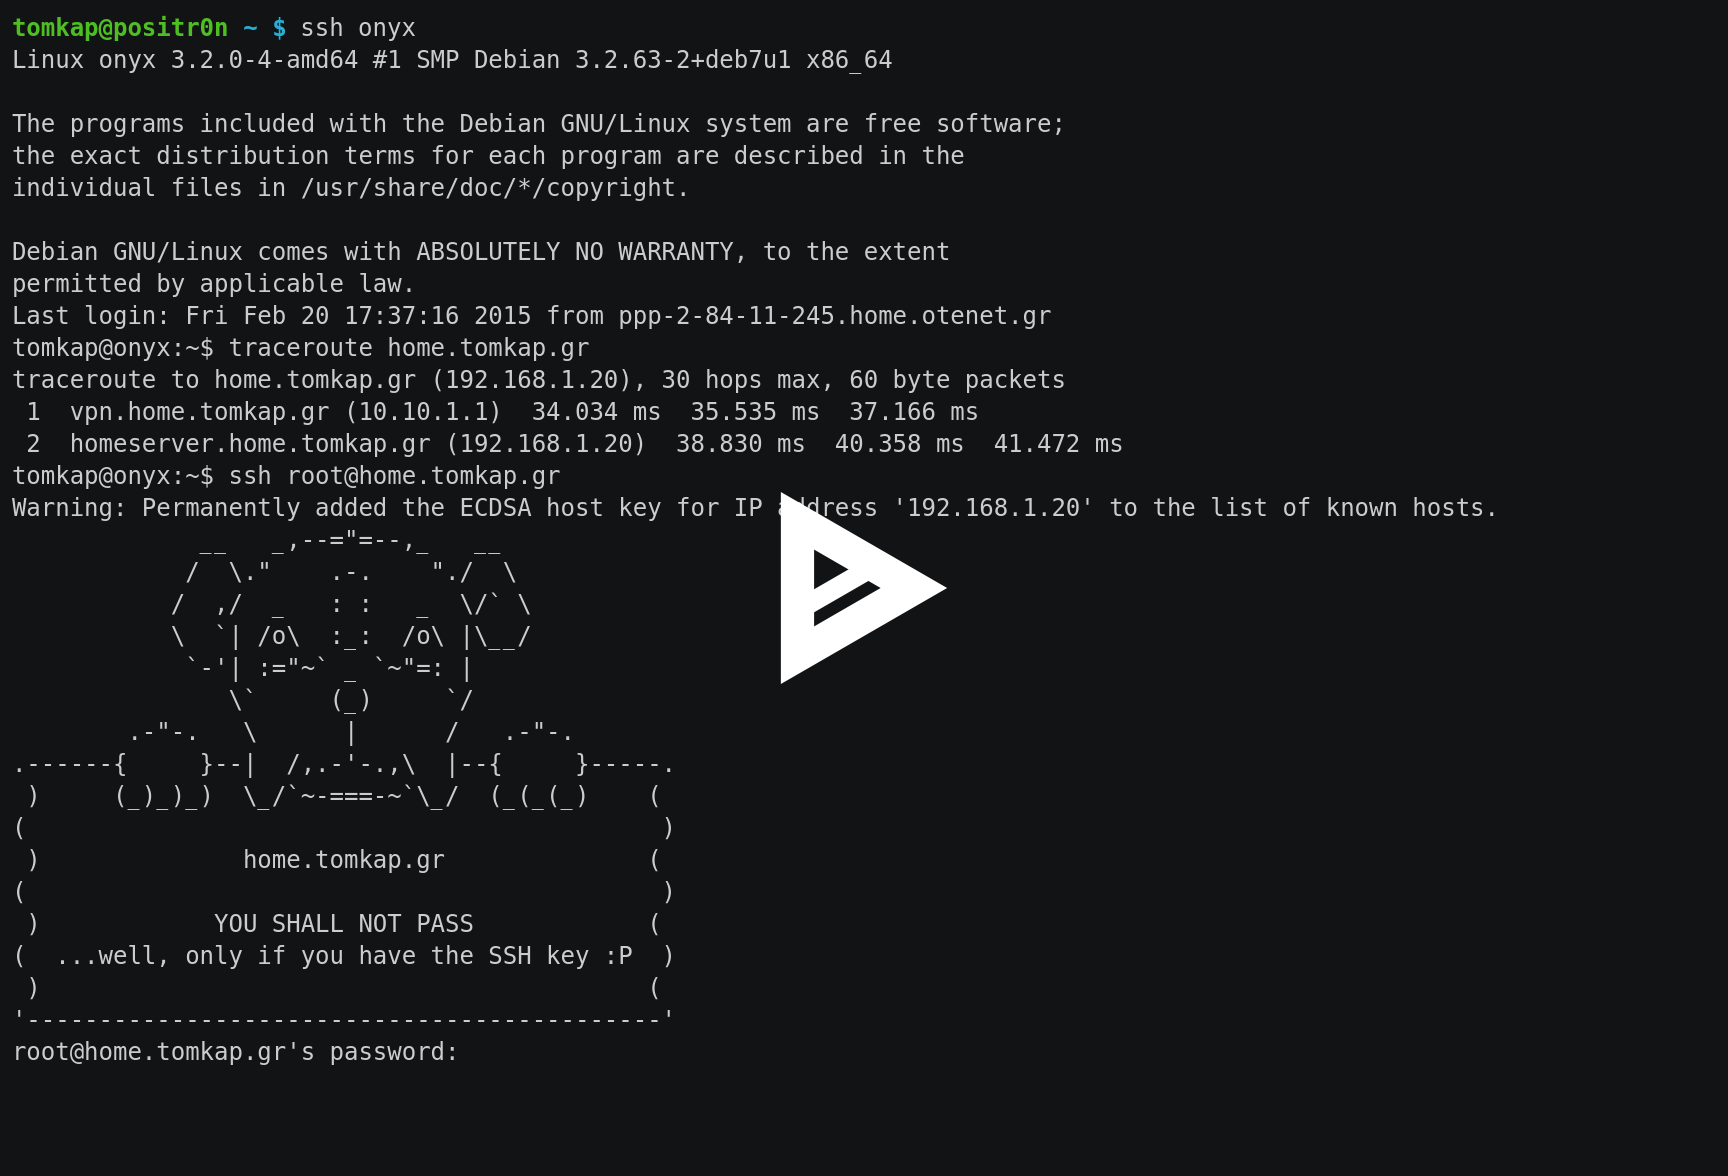 tomkap@positr0n ~ $ ssh onyx
Linux onyx 3.2.0-4-amd64 #1 SMP Debian 3.2.63-2+deb7u1 x86_64

The programs included with the Debian GNU/Linux system are free software;
the exact distribution terms for each program are described in the
individual files in /usr/share/doc/*/copyright.

Debian GNU/Linux comes with ABSOLUTELY NO WARRANTY, to the extent
permitted by applicable law.
Last login: Fri Feb 20 17:37:16 2015 from ppp-2-84-11-245.home.otenet.gr
tomkap@onyx:~$ traceroute home.tomkap.gr
traceroute to home.tomkap.gr (192.168.1.20), 30 hops max, 60 byte packets
 1  vpn.home.tomkap.gr (10.10.1.1)  34.034 ms  35.535 ms  37.166 ms
 2  homeserver.home.tomkap.gr (192.168.1.20)  38.830 ms  40.358 ms  41.472 ms
tomkap@onyx:~$ ssh root@home.tomkap.gr
Warning: Permanently added the ECDSA host key for IP address '192.168.1.20' to the list of known hosts.
             __   _,--="=--,_   __
            /  \."    .-.    "./  \
           /  ,/  _   : :   _  \/` \
           \  `| /o\  :_:  /o\ |\__/
            `-'| :="~` _ `~"=: |
               \`     (_)     `/
        .-"-.   \      |      /   .-"-.
.------{     }--|  /,.-'-.,\  |--{     }-----.
 )     (_)_)_)  \_/`~-===-~`\_/  (_(_(_)    (
(                                            )
 )              home.tomkap.gr              (
(                                            )
 )            YOU SHALL NOT PASS            (
(  ...well, only if you have the SSH key :P  )
 )                                          (
'--------------------------------------------'
root@home.tomkap.gr's password: